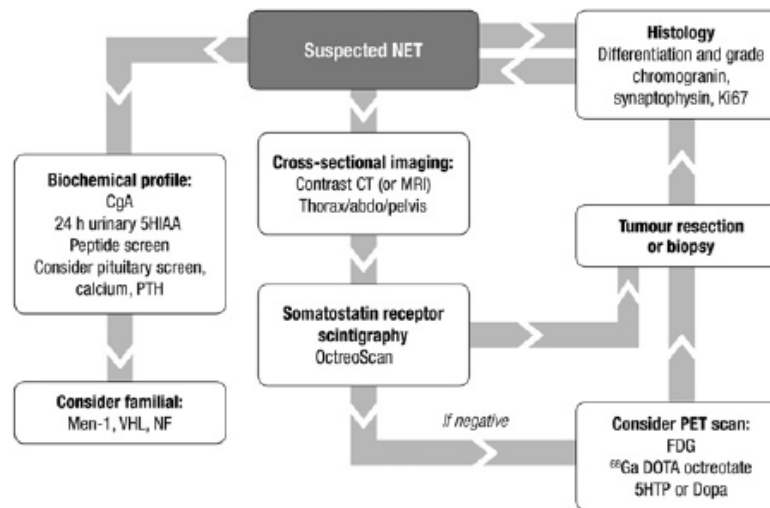 Suspected NET
Histology
Differentiation and grade
chromogranin,
synaptophysin, Ki67
Biochemical profile:
CgA
24 h urinary 5HIAA
Peptide screen
Consider pituitary screen,
calcium, PTH
Cross-sectional imaging:
Contrast CT (or MRI)
Thorax/abdo/pelvis
Tumour resection
or biopsy
Somatostatin receptor
scintigraphy
OctreoScan
Consider familial:
Men-1, VHL, NF
If negative
Consider PET scan:
FDG
⁶⁸Ga DOTA octreotate
5HTP or Dopa